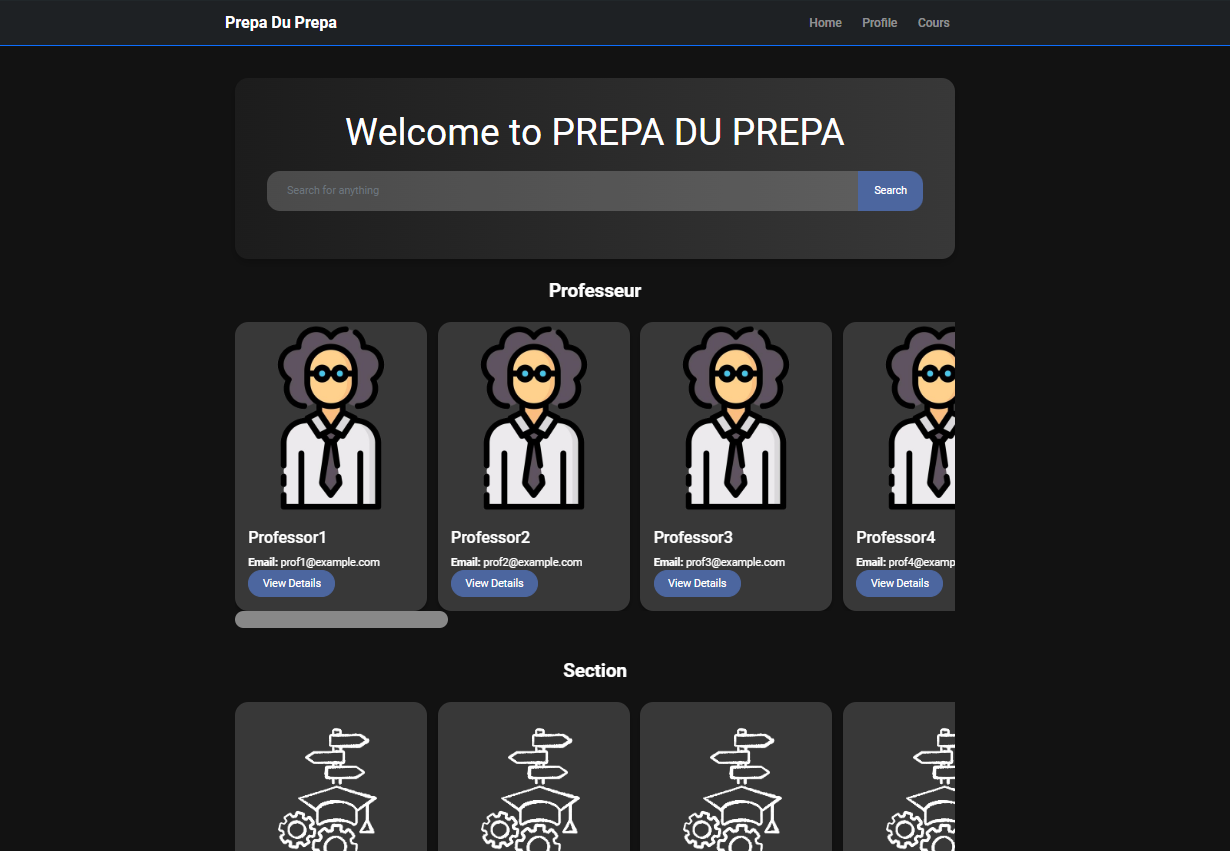 Prepa Du Prepa
Home Profile Cours
Welcome to PREPA DU PREPA
Search for anything
Search
Professeur
Professor1
Email: prof1@example.com
View Details
Professor2
Email: prof2@example.com
View Details
Professor3
Email: prof3@example.com
View Details
Professor4
Email: prof4@examp
View Details
Section